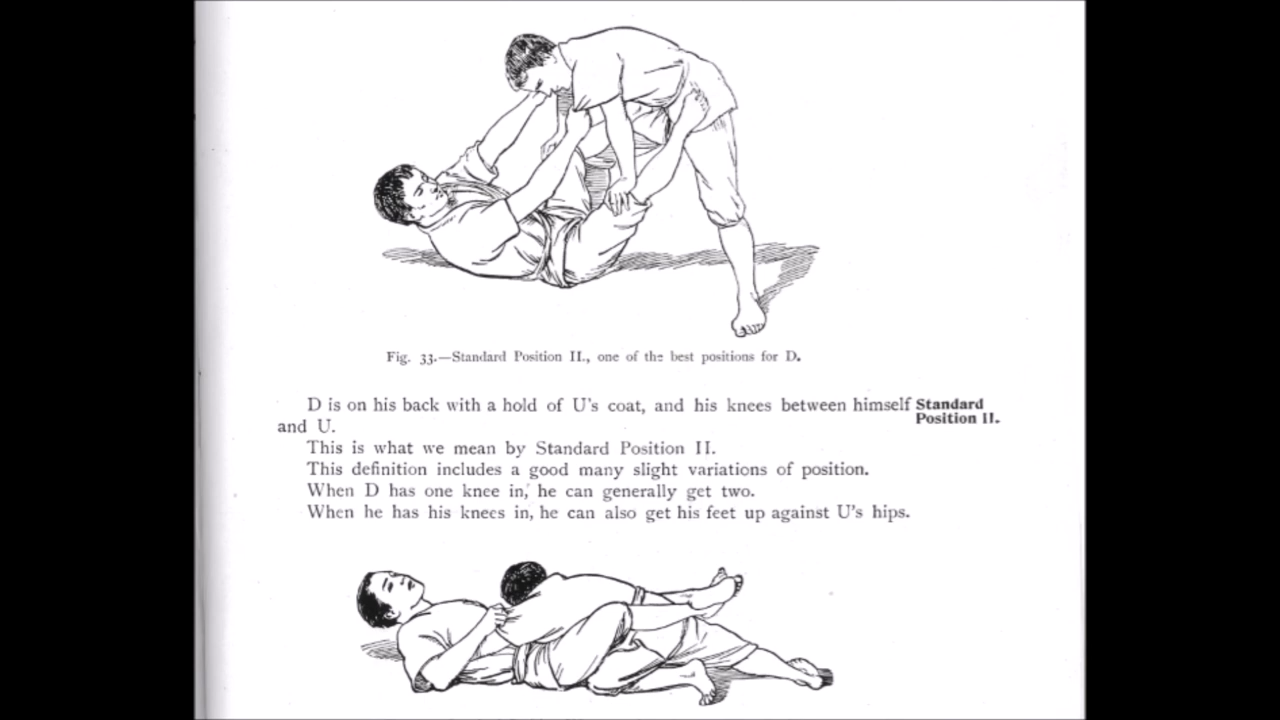 Fig. 33.—Standard Position II., one of the best positions for D.
D is on his back with a hold of U's coat, and his knees between himself
and U.
Standard
Position II.
This is what we mean by Standard Position II.
This definition includes a good many slight variations of position.
When D has one knee in, he can generally get two.
When he has his knees in, he can also get his feet up against U's hips.